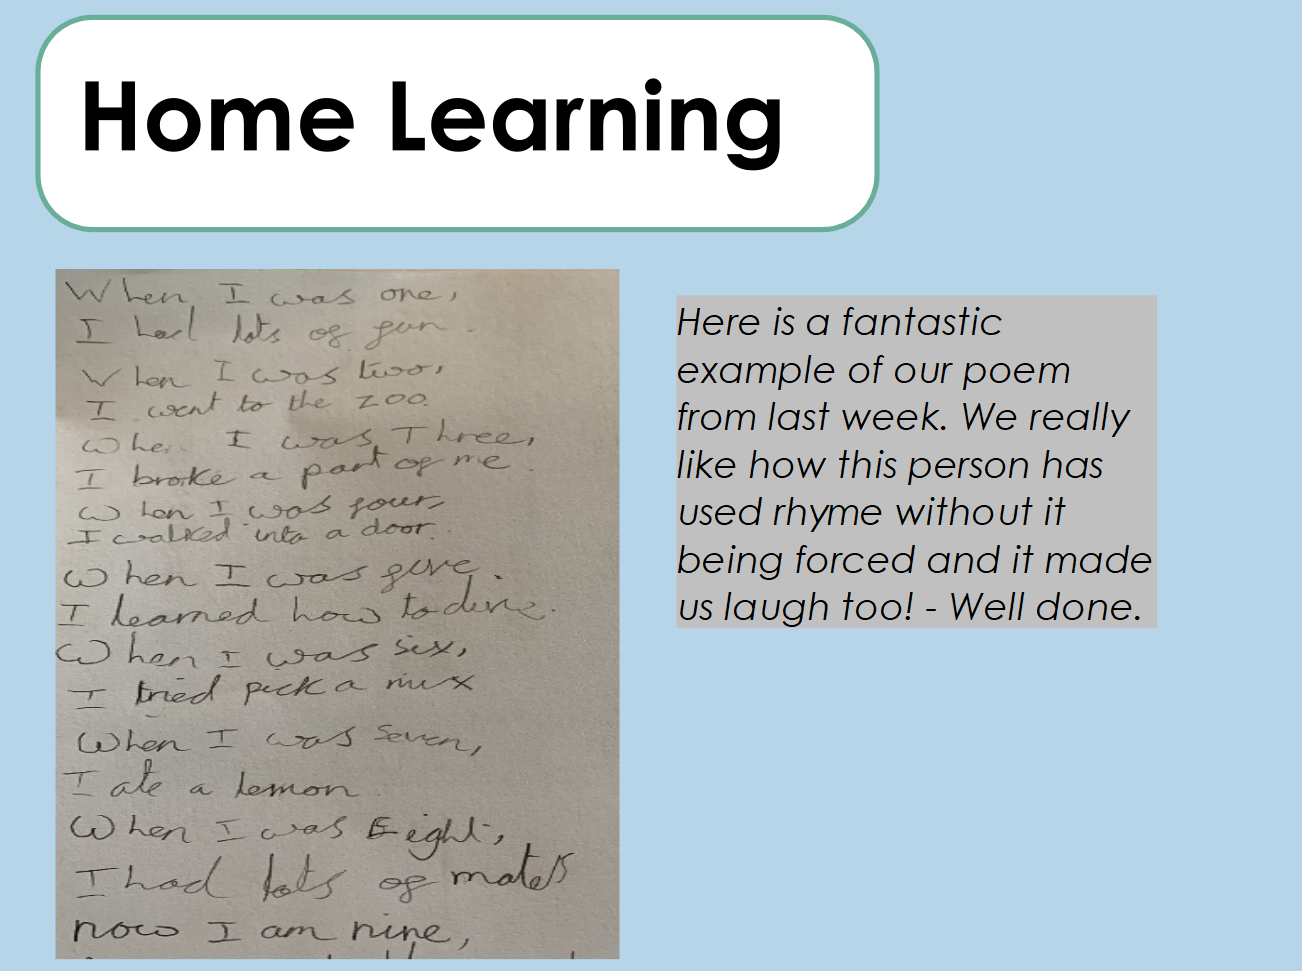 Home Learning
When I was one,
I had lots of fun.
When I was two,
I went to the zoo.
When I was Three,
I broke a part of me.
When I was four,
I walked into a door.
When I was five.
I learned how to dive.
When I was six,
I tried pick a mix
When I was seven,
I ate a lemon
When I was Eight,
I had lots of mates
now I am nine,
Here is a fantastic
example of our poem
from last week. We really
like how this person has
used rhyme without it
being forced and it made
us laugh too! - Well done.